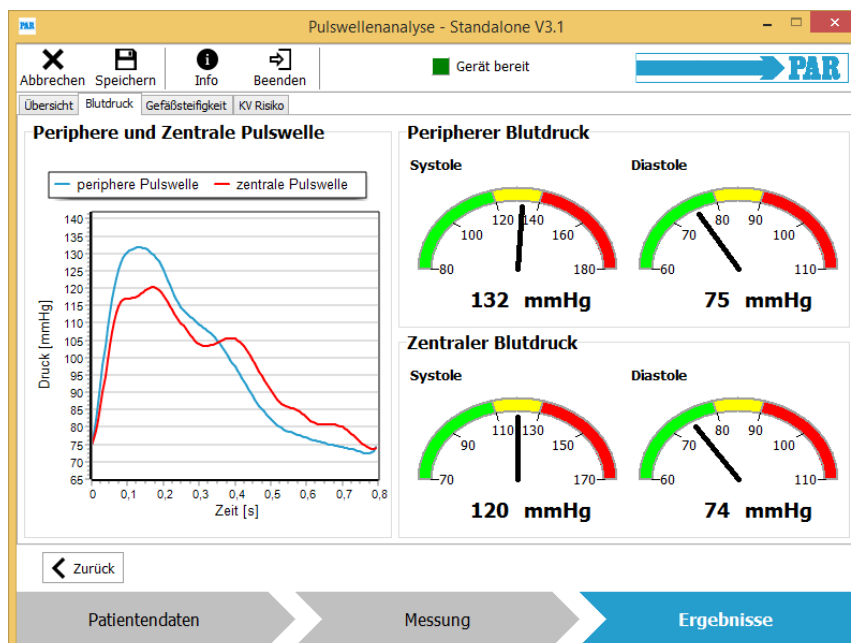 PAR
Pulswellenanalyse - Standalone V3.1
Abbrechen Speichern Info Beenden
Gerät bereit
PAR
Übersicht Blutdruck Gefäßsteifigkeit KV Risiko
Periphere und Zentrale Pulswelle
periphere Pulswelle zentrale Pulswelle
Druck [mmHg]
140
135
130
125
120
115
110
105
100
95
90
85
80
75
70
65
0 0,1 0,2 0,3 0,4 0,5 0,6 0,7 0,8
Zeit [s]
Peripherer Blutdruck
Systole Diastole
80 100 120 140 160 180
60 70 80 90 100 110
132 mmHg 75 mmHg
Zentraler Blutdruck
Systole Diastole
70 90 110 130 150 170
60 70 80 90 100 110
120 mmHg 74 mmHg
Zurück
Patientendaten Messung Ergebnisse